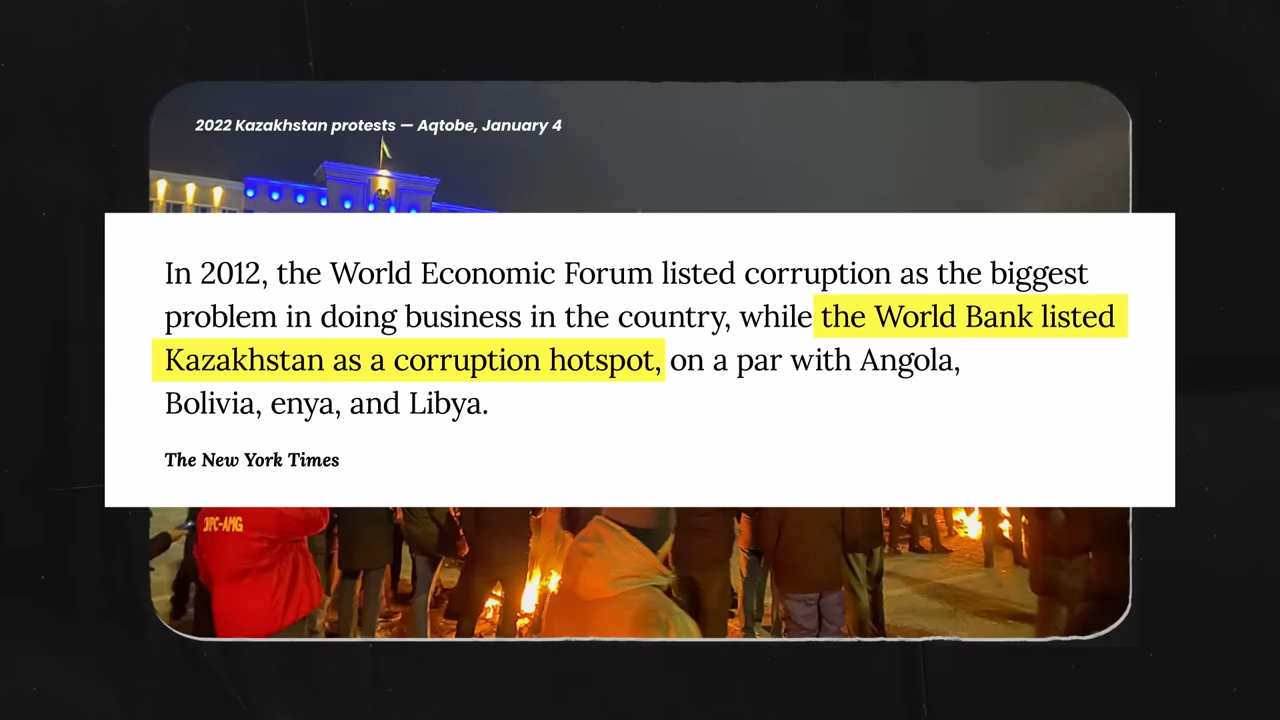 2022 Kazakhstan protests — Aqtobe, January 4
In 2012, the World Economic Forum listed corruption as the biggest
problem in doing business in the country, while the World Bank listed
Kazakhstan as a corruption hotspot, on a par with Angola,
Bolivia, enya, and Libya.
The New York Times